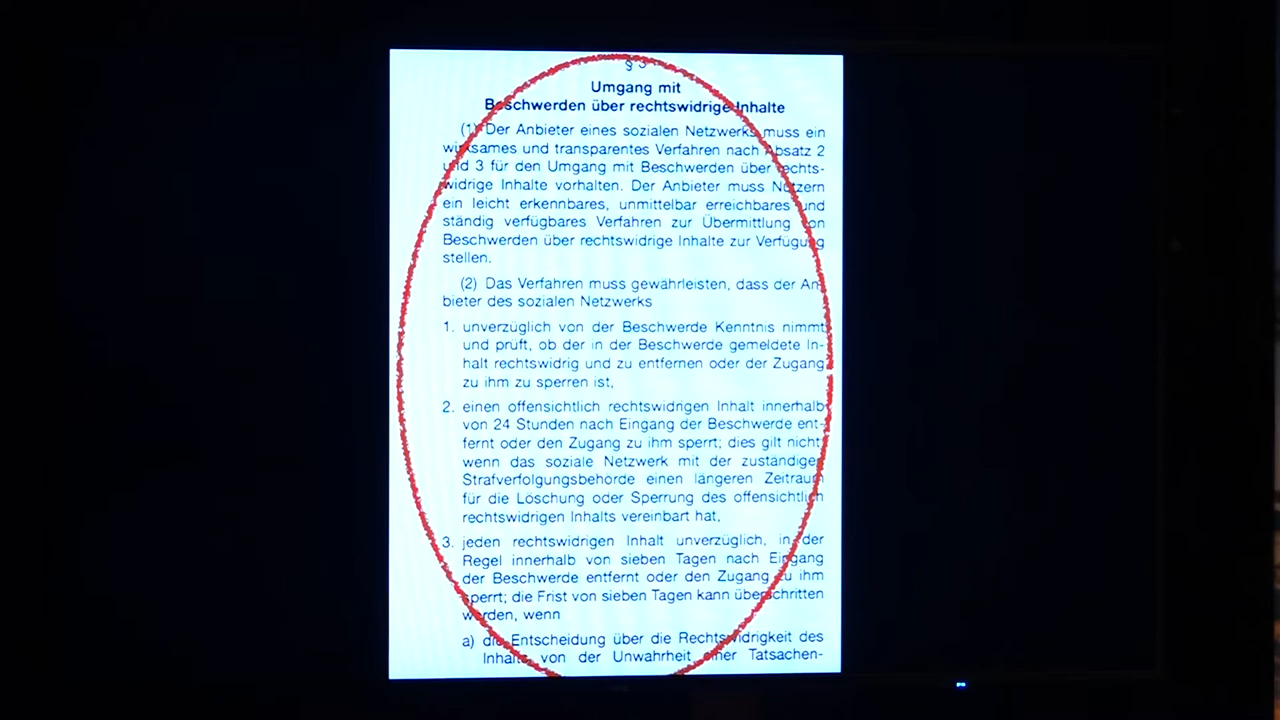 § 3
Umgang mit
Beschwerden über rechtswidrige Inhalte
(1) Der Anbieter eines sozialen Netzwerks muss ein
wirksames und transparentes Verfahren nach Absatz 2
und 3 für den Umgang mit Beschwerden über rechts-
widrige Inhalte vorhalten. Der Anbieter muss Nutzern
ein leicht erkennbares, unmittelbar erreichbares und
ständig verfügbares Verfahren zur Übermittlung von
Beschwerden über rechtswidrige Inhalte zur Verfügung
stellen.
(2) Das Verfahren muss gewährleisten, dass der An-
bieter des sozialen Netzwerks
1. unverzüglich von der Beschwerde Kenntnis nimmt
und prüft, ob der in der Beschwerde gemeldete In-
halt rechtswidrig und zu entfernen oder der Zugang
zu ihm zu sperren ist,
2. einen offensichtlich rechtswidrigen Inhalt innerhalb
von 24 Stunden nach Eingang der Beschwerde ent-
fernt oder den Zugang zu ihm sperrt; dies gilt nicht,
wenn das soziale Netzwerk mit der zuständigen
Strafverfolgungsbehörde einen längeren Zeitraum
für die Löschung oder Sperrung des offensichtlich
rechtswidrigen Inhalts vereinbart hat,
3. jeden rechtswidrigen Inhalt unverzüglich, in der
Regel innerhalb von sieben Tagen nach Eingang
der Beschwerde entfernt oder den Zugang zu ihm
sperrt; die Frist von sieben Tagen kann überschritten
werden, wenn
a) die Entscheidung über die Rechtswidrigkeit des
Inhalts von der Unwahrheit einer Tatsachen-